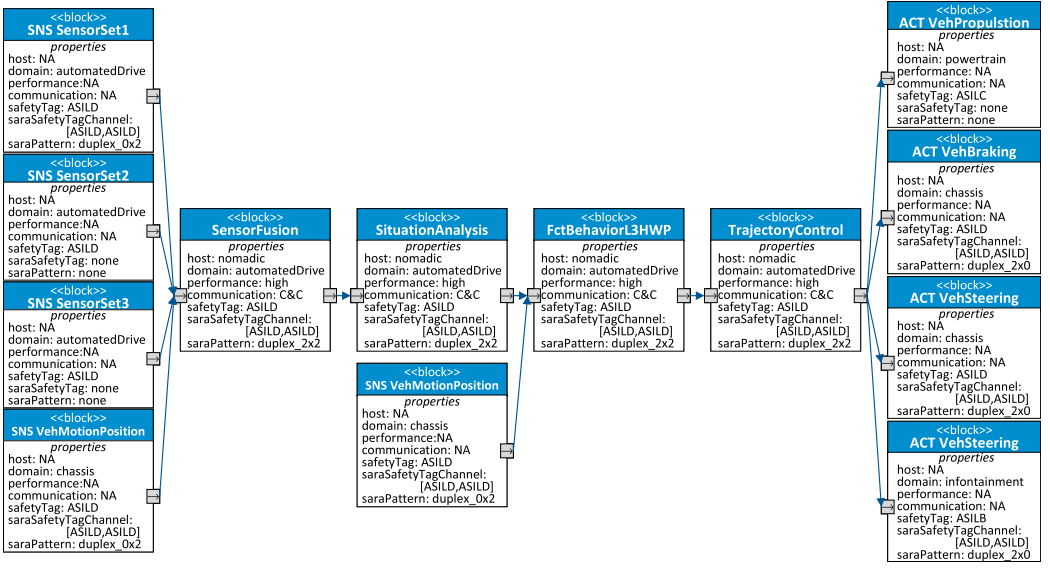 <<block>>
SNS SensorSet1
properties
host: NA
domain: automatedDrive
performance:NA
communication: NA
safetyTag: ASILD
saraSafetyTagChannel:
[ASILD,ASILD]
saraPattern: duplex_0x2
<<block>>
SNS SensorSet2
properties
host: NA
domain: automatedDrive
performance:NA
communication: NA
safetyTag: ASILD
saraSafetyTag: none
saraPattern: none
<<block>>
SNS SensorSet3
properties
host: NA
domain: automatedDrive
performance:NA
communication: NA
safetyTag: ASILD
saraSafetyTag: none
saraPattern: none
<<block>>
SNS VehMotionPosition
properties
host: NA
domain: chassis
performance:NA
communication: NA
safetyTag: ASILD
saraSafetyTagChannel:
[ASILD,ASILD]
saraPattern: duplex_0x2
<<block>>
SensorFusion
properties
host: nomadic
domain: automatedDrive
performance: high
communication: C&C
safetyTag: ASILD
saraSafetyTagChannel:
[ASILD,ASILD]
saraPattern: duplex_2x2
<<block>>
SituationAnalysis
properties
host: nomadic
domain: automatedDrive
performance: high
communication: C&C
safetyTag: ASILD
saraSafetyTagChannel:
[ASILD,ASILD]
saraPattern: duplex_2x2
<<block>>
SNS VehMotionPosition
properties
host: NA
domain: chassis
performance:NA
communication: NA
safetyTag: ASILD
saraSafetyTagChannel:
[ASILD,ASILD]
saraPattern: duplex_0x2
<<block>>
FctBehaviorL3HWP
properties
host: nomadic
domain: automatedDrive
performance: high
communication: C&C
safetyTag: ASILD
saraSafetyTagChannel:
[ASILD,ASILD]
saraPattern: duplex_2x2
<<block>>
TrajectoryControl
properties
host: nomadic
domain: automatedDrive
performance: high
communication: C&C
safetyTag: ASILD
saraSafetyTagChannel:
[ASILD,ASILD]
saraPattern: duplex_2x2
<<block>>
ACT VehPropulstion
properties
host: NA
domain: powertrain
performance: NA
communication: NA
safetyTag: ASILC
saraSafetyTag: none
saraPattern: none
<<block>>
ACT VehBraking
properties
host: NA
domain: chassis
performance: NA
communication: NA
safetyTag: ASILD
saraSafetyTagChannel:
[ASILD,ASILD]
saraPattern: duplex_2x0
<<block>>
ACT VehSteering
properties
host: NA
domain: chassis
performance: NA
communication: NA
safetyTag: ASILD
saraSafetyTagChannel:
[ASILD,ASILD]
saraPattern: duplex_2x0
<<block>>
ACT VehSteering
properties
host: NA
domain: infontainment
performance: NA
communication: NA
safetyTag: ASILB
saraSafetyTagChannel:
[ASILD,ASILD]
saraPattern: duplex_2x0